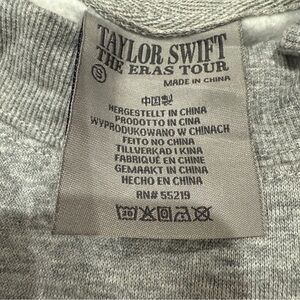 TAYLOR SWIFT
THE ERAS TOUR
S
MADE IN CHINA
中国製
HERGESTELLT IN CHINA
PRODOTTO IN CINA
WYPRODUKOWANO W CHINACH
FEITO NO CHINA
TILLVERKAD I KINA
FABRIQUÉ EN CHINE
GEMAAKT IN CHINA
HECHO EN CHINA
RN# 55219